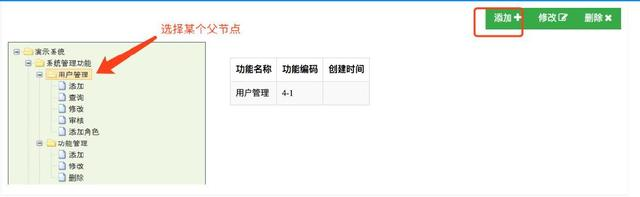 添加 修改 删除
选择某个父节点
演示系统
系统管理功能
用户管理
添加
查询
修改
审核
添加角色
功能管理
添加
修改
删除
功能名称 功能编码 创建时间
用户管理 4-1